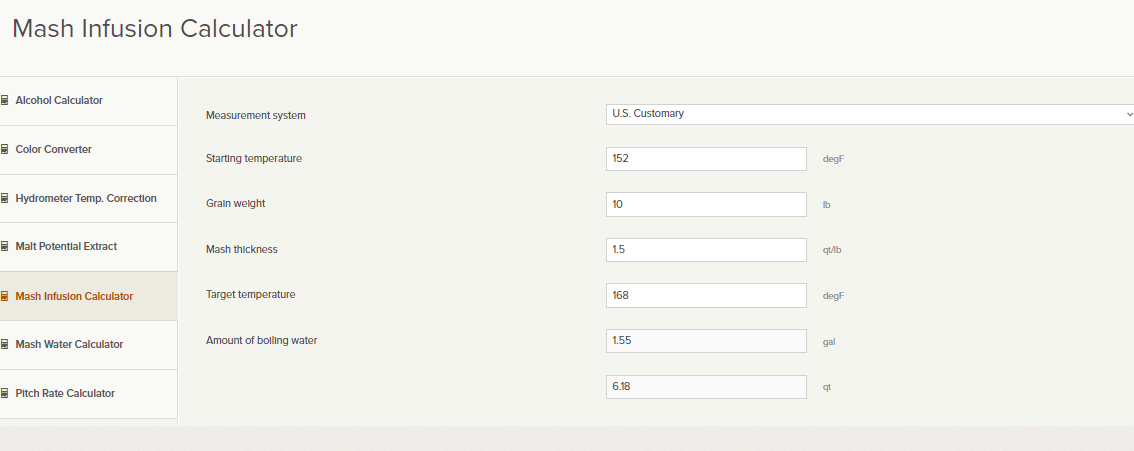 Mash Infusion Calculator
Alcohol Calculator
Color Converter
Hydrometer Temp. Correction
Malt Potential Extract
Mash Infusion Calculator
Mash Water Calculator
Pitch Rate Calculator
Measurement system U.S. Customary
Starting temperature 152 degF
Grain weight 10 lb
Mash thickness 1.5 qt/lb
Target temperature 168 degF
Amount of boiling water 1.55 gal
6.18 qt